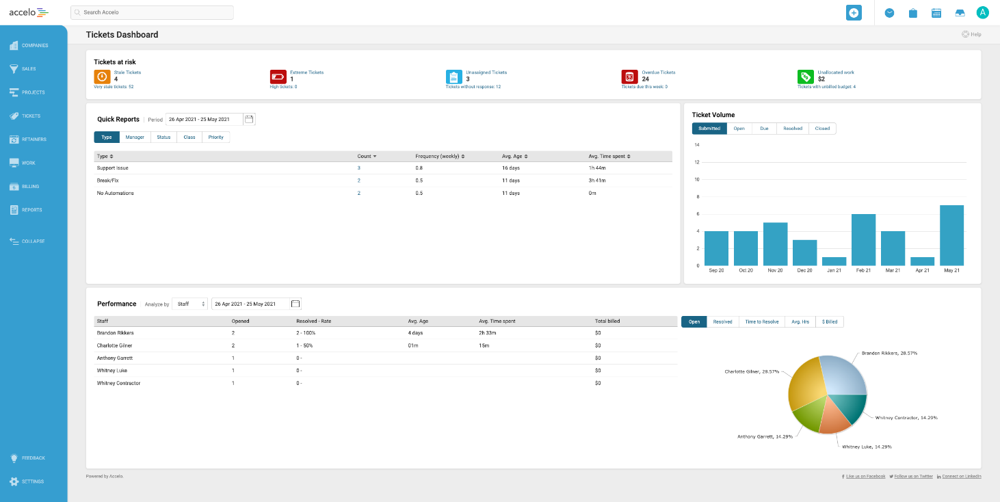 accelo
Search Accelo
A
COMPANIES
SALES
PROJECTS
TICKETS
RETAINERS
WORK
BILLING
REPORTS
COLLAPSE
FEEDBACK
SETTINGS
Tickets Dashboard
Help
Tickets at risk
Stale Tickets
4
Very stale tickets: 52
Extreme Tickets
1
High tickets: 0
Unassigned Tickets
3
Tickets without response: 12
Overdue Tickets
24
Tickets due this week: 0
Unallocated work
$2
Tickets with unbilled budget: 4
Quick Reports Period 26 Apr 2021 - 25 May 2021
Type Manager Status Class Priority
Type Count Frequency (weekly) Avg. Age Avg. Time spent
Support Issue 3 0.8 16 days 1h 44m
Break/Fix 2 0.5 11 days 3h 41m
No Automations 2 0.5 11 days 0m
Ticket Volume
Submitted Open Due Resolved Closed
14
12
10
8
6
4
2
0
Sep 20 Oct 20 Nov 20 Dec 20 Jan 21 Feb 21 Mar 21 Apr 21 May 21
Performance Analyze by Staff 26 Apr 2021 - 25 May 2021
Staff Opened Resolved - Rate Avg. Age Avg. Time spent Total billed
Brandon Rikkers 2 2 - 100% 4 days 2h 33m $0
Charlotte Gilner 2 1 - 50% 01m 15m $0
Anthony Garrett 1 0 - $0
Whitney Luke 1 0 - $0
Whitney Contractor 1 0 - $0
Open Resolved Time to Resolve Avg. Hrs $ Billed
Brandon Rikkers, 28.57%
Charlotte Gilner, 28.57%
Whitney Contractor, 14.29%
Anthony Garrett, 14.29%
Whitney Luke, 14.29%
Powered by Accelo.
Like us on Facebook Follow us on Twitter Connect on LinkedIn